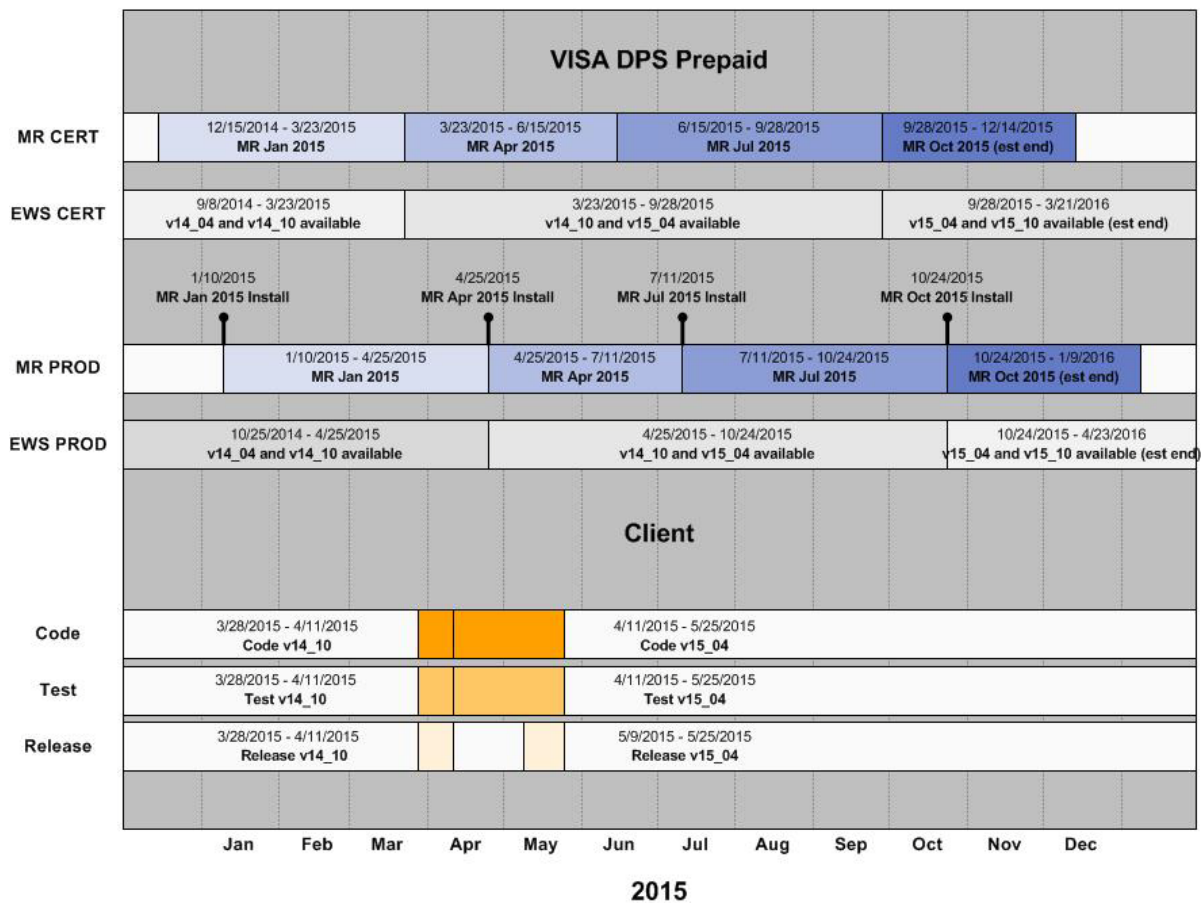 VISA DPS Prepaid
MR CERT
12/15/2014 - 3/23/2015
MR Jan 2015
3/23/2015 - 6/15/2015
MR Apr 2015
6/15/2015 - 9/28/2015
MR Jul 2015
9/28/2015 - 12/14/2015
MR Oct 2015 (est end)
EWS CERT
9/8/2014 - 3/23/2015
v14_04 and v14_10 available
3/23/2015 - 9/28/2015
v14_10 and v15_04 available
9/28/2015 - 3/21/2016
v15_04 and v15_10 available (est end)
1/10/2015
MR Jan 2015 Install
4/25/2015
MR Apr 2015 Install
7/11/2015
MR Jul 2015 Install
10/24/2015
MR Oct 2015 Install
MR PROD
1/10/2015 - 4/25/2015
MR Jan 2015
4/25/2015 - 7/11/2015
MR Apr 2015
7/11/2015 - 10/24/2015
MR Jul 2015
10/24/2015 - 1/9/2016
MR Oct 2015 (est end)
EWS PROD
10/25/2014 - 4/25/2015
v14_04 and v14_10 available
4/25/2015 - 10/24/2015
v14_10 and v15_04 available
10/24/2015 - 4/23/2016
v15_04 and v15_10 available (est end)
Client
Code
3/28/2015 - 4/11/2015
Code v14_10
4/11/2015 - 5/25/2015
Code v15_04
Test
3/28/2015 - 4/11/2015
Test v14_10
4/11/2015 - 5/25/2015
Test v15_04
Release
3/28/2015 - 4/11/2015
Release v14_10
5/9/2015 - 5/25/2015
Release v15_04
Jan Feb Mar Apr May Jun Jul Aug Sep Oct Nov Dec
2015